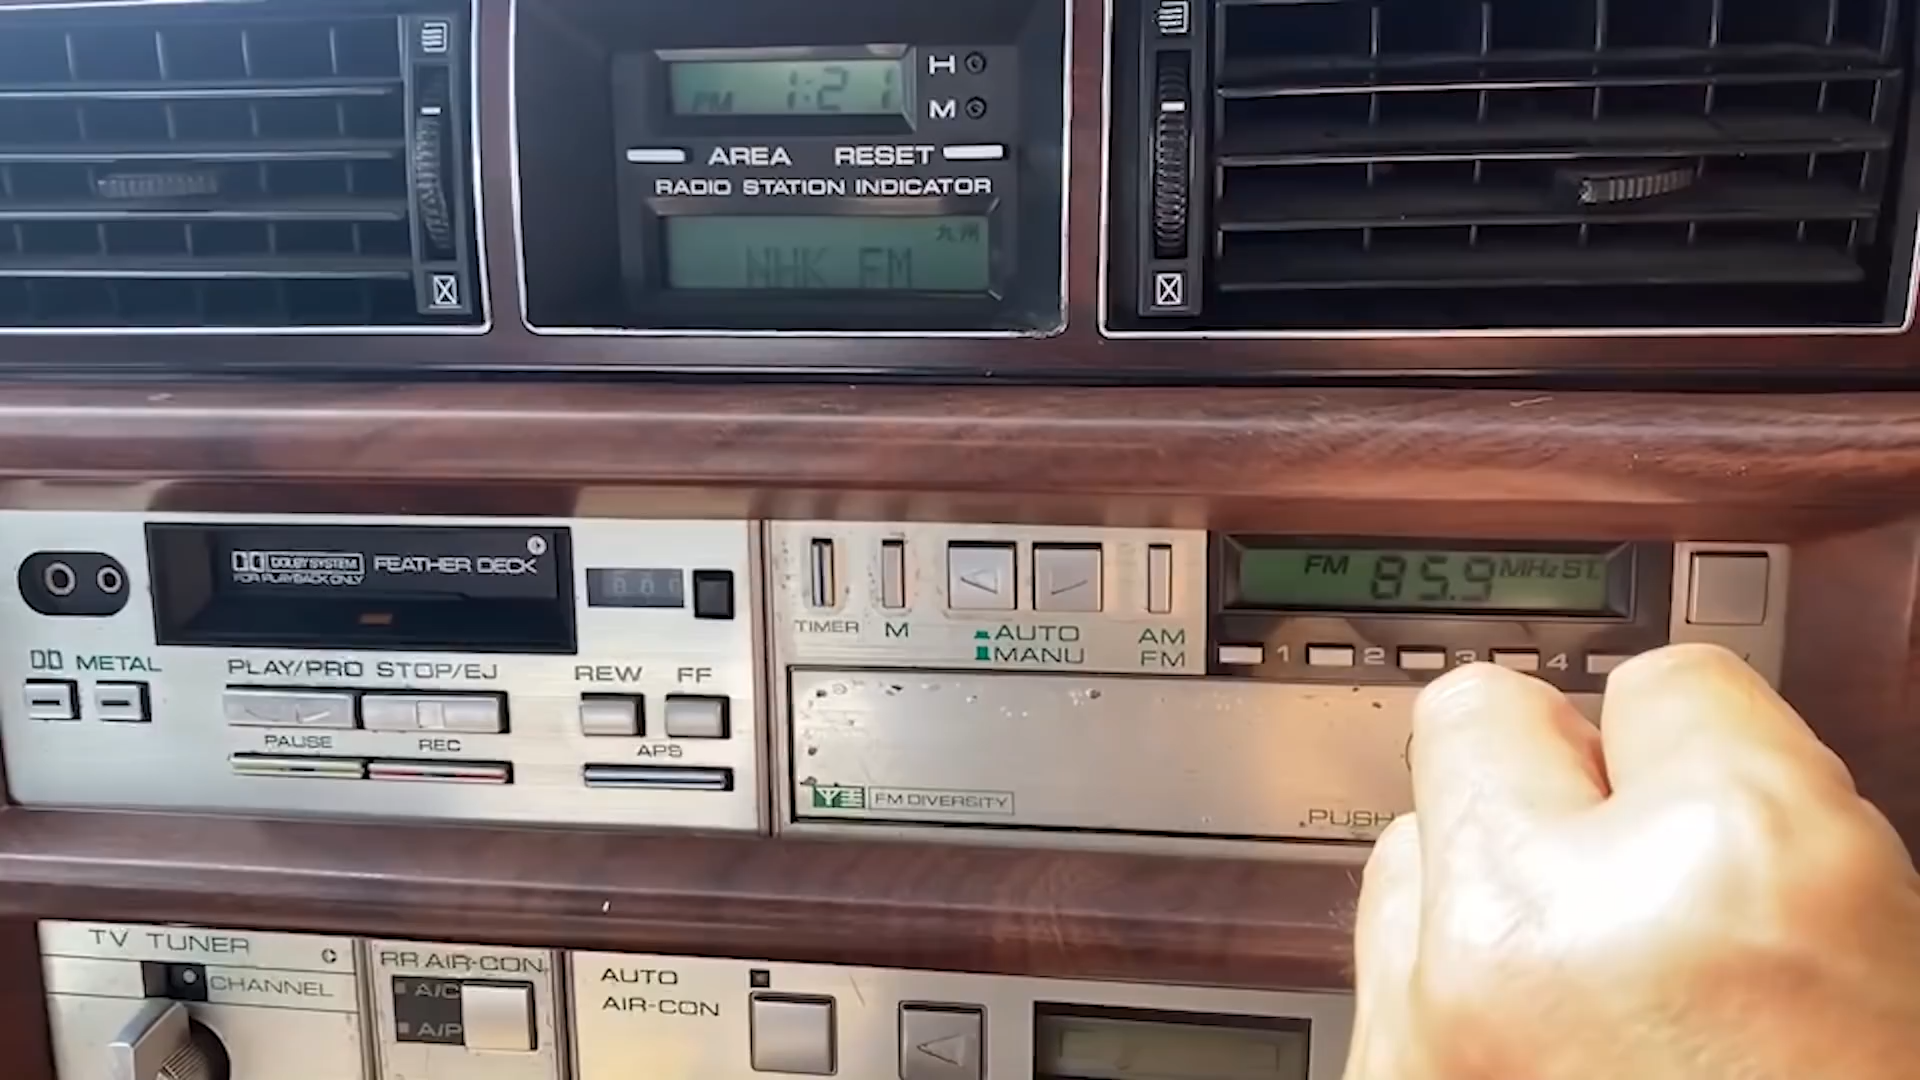 PM 1:21 H
M
AREA RESET
RADIO STATION INDICATOR
九州
NHK FM
DOLBY SYSTEM FEATHER DECK
FOR PLAYBACK ONLY
METAL
PLAY/PRO STOP/EJ
REW FF
PAUSE REC
APS
TIMER M
AUTO
MANU
AM
FM
FM 85.9 MHz ST.
1 2 3 4
FM DIVERSITY
PUSH
TV TUNER
CHANNEL
RR AIR-CON
A/C
A/P
AUTO
AIR-CON